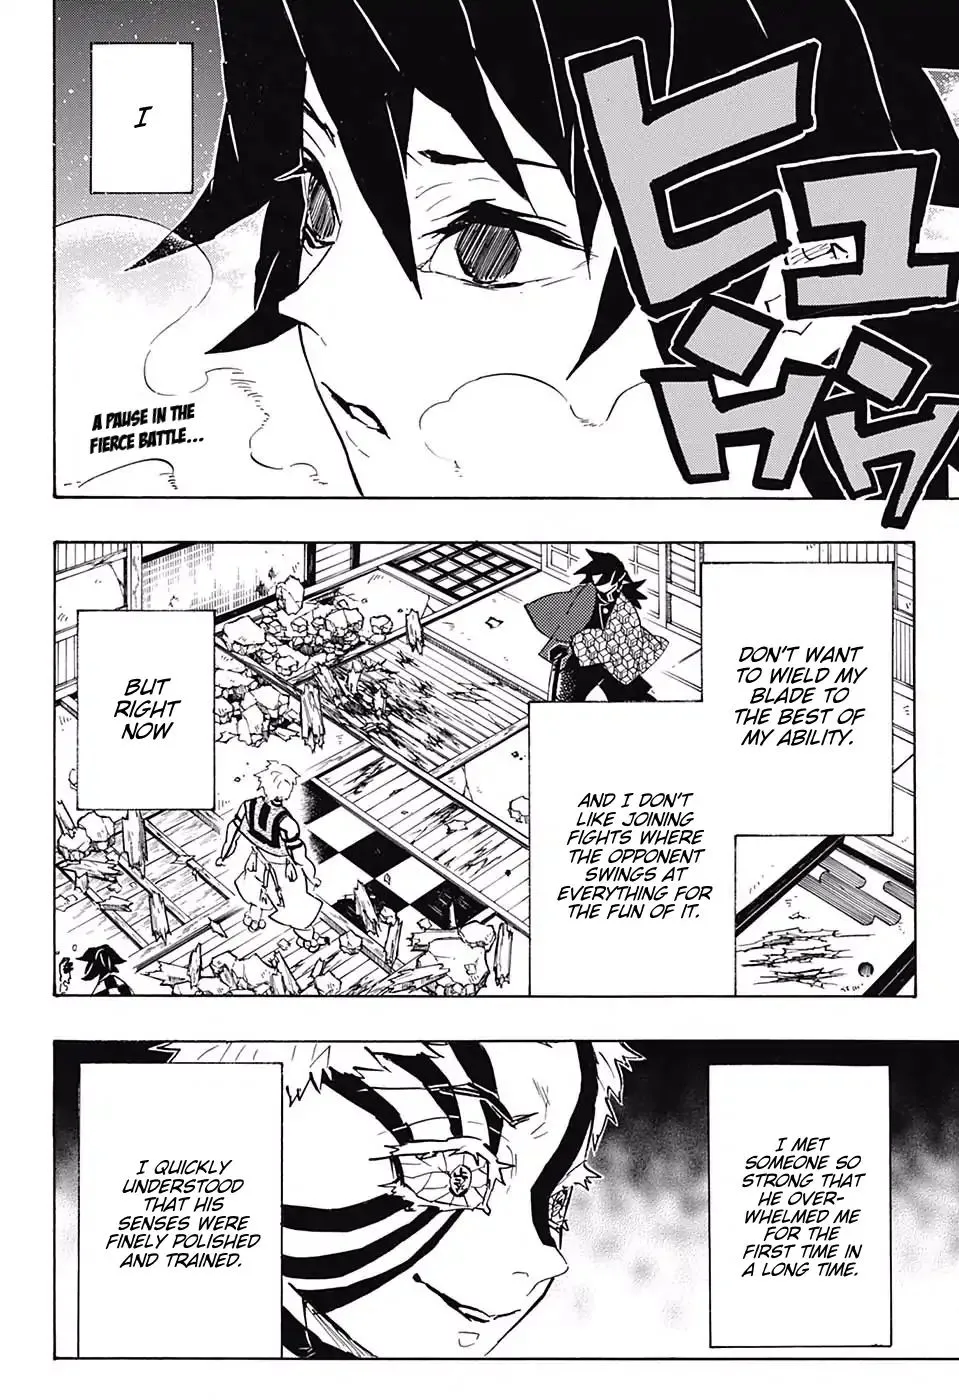 ヒュ
ンッ
I
A PAUSE IN THE
FIERCE BATTLE...
DON'T WANT
TO WIELD MY
BLADE TO
THE BEST OF
MY ABILITY.
AND I DON'T
LIKE JOINING
FIGHTS WHERE
THE OPPONENT
SWINGS AT
EVERYTHING FOR
THE FUN OF IT.
BUT
RIGHT
NOW
I MET
SOMEONE SO
STRONG THAT
HE OVER-
WHELMED ME
FOR THE
FIRST TIME IN
A LONG TIME.
I QUICKLY
UNDERSTOOD
THAT HIS
SENSES WERE
FINELY POLISHED
AND TRAINED.